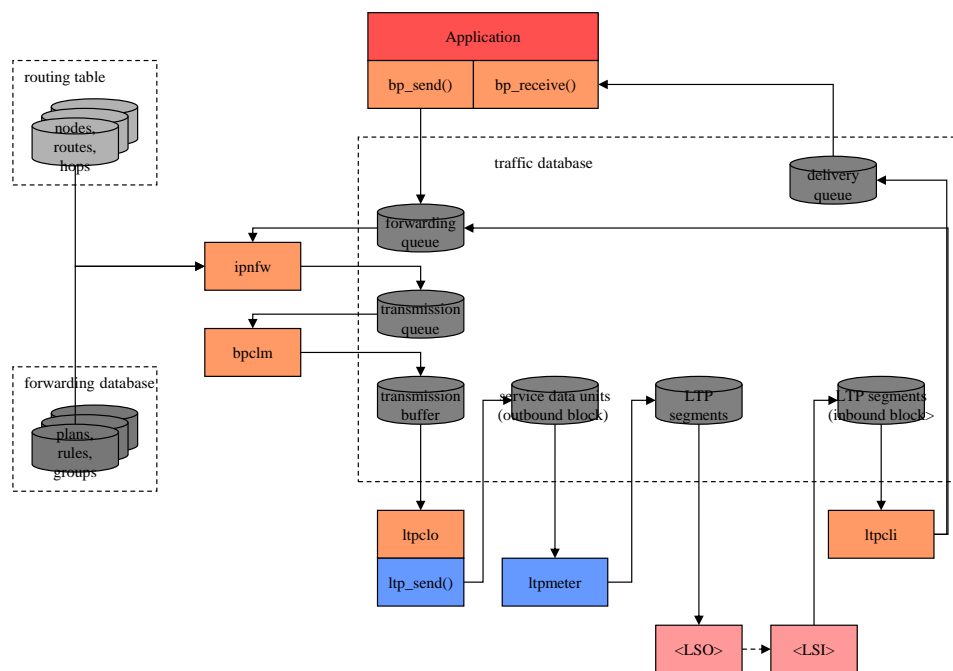 Application
bp_send()
bp_receive()
routing table
nodes,
routes,
hops
traffic database
delivery
queue
forwarding
queue
ipnfw
transmission
queue
bpclm
forwarding database
plans,
rules,
groups
transmission
buffer
service data units
(outbound block)
LTP
segments
LTP segments
(inbound block>
ltpclo
ltp_send()
ltpmeter
ltpcli
<LSO>
<LSI>